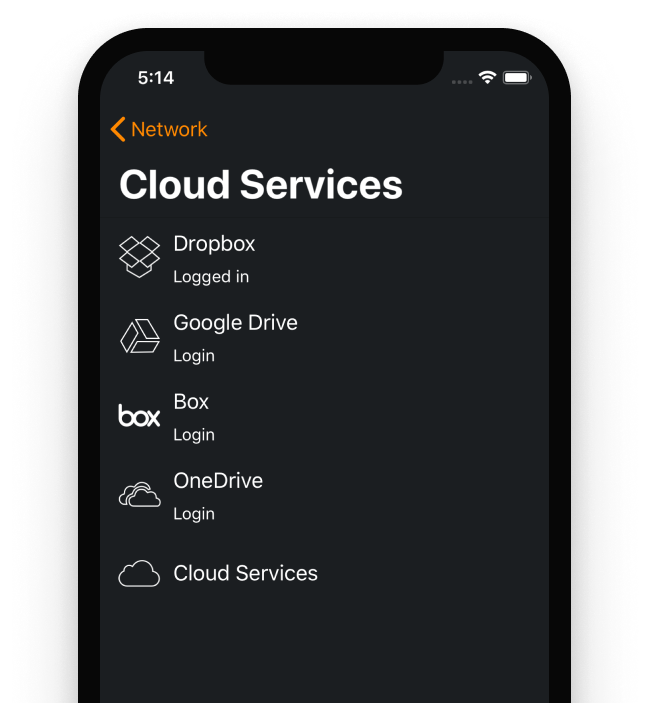 5:14
Network
Cloud Services
Dropbox
Logged in
Google Drive
Login
box
Box
Login
OneDrive
Login
Cloud Services